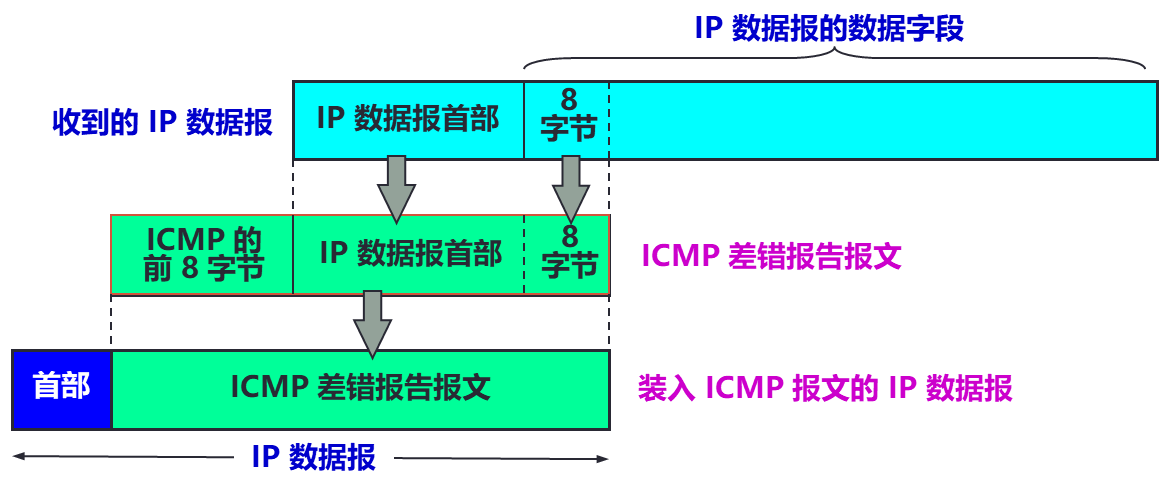 IP 数据报的数据字段
收到的 IP 数据报
IP 数据报首部
8
字节
ICMP 的
前 8 字节
IP 数据报首部
8
字节
ICMP 差错报告报文
首部
ICMP 差错报告报文
装入 ICMP 报文的 IP 数据报
IP 数据报